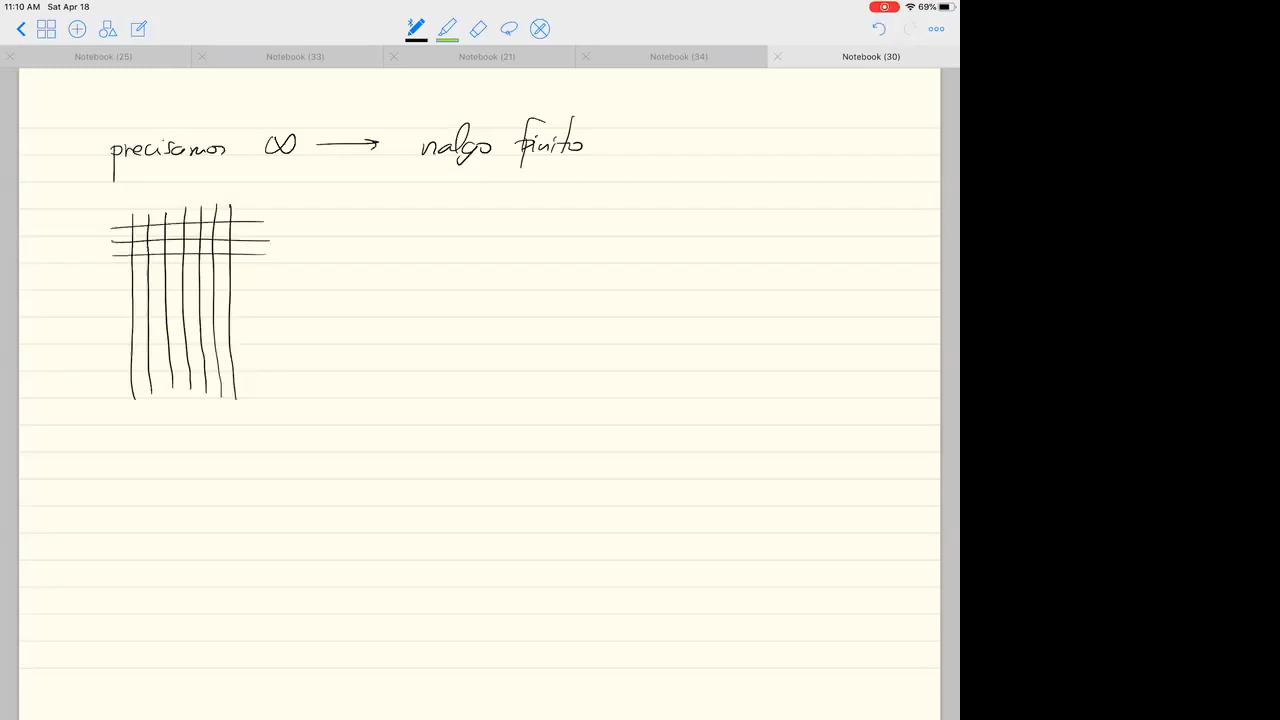 11:10 AM Sat Apr 18
69%
Notebook (25) Notebook (33) Notebook (21) Notebook (34) Notebook (30)
precisamos ∞ → nalgo finito